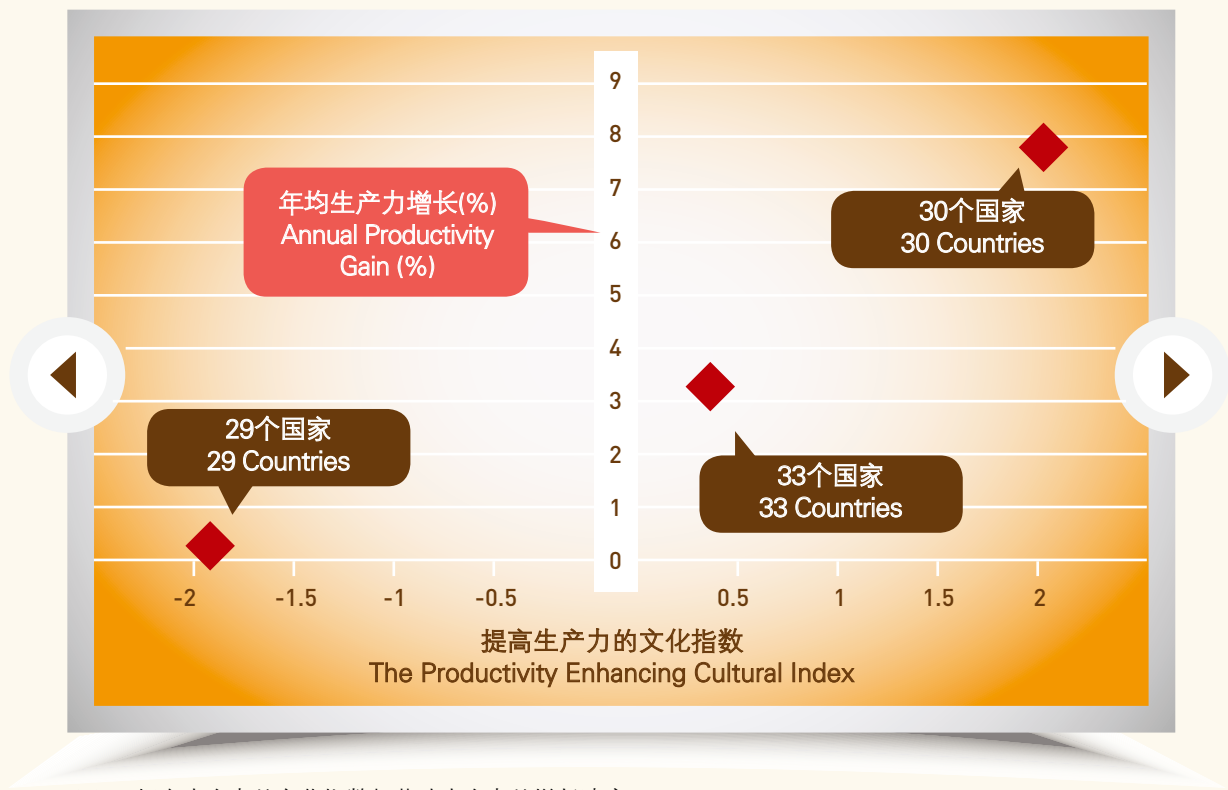 9
8
7
6
5
4
3
2
1
0
年均生产力增长(%)
Annual Productivity
Gain (%)
30个国家
30 Countries
29个国家
29 Countries
33个国家
33 Countries
-2
-1.5
-1
-0.5
0.5
1
1.5
2
提高生产力的文化指数
The Productivity Enhancing Cultural Index